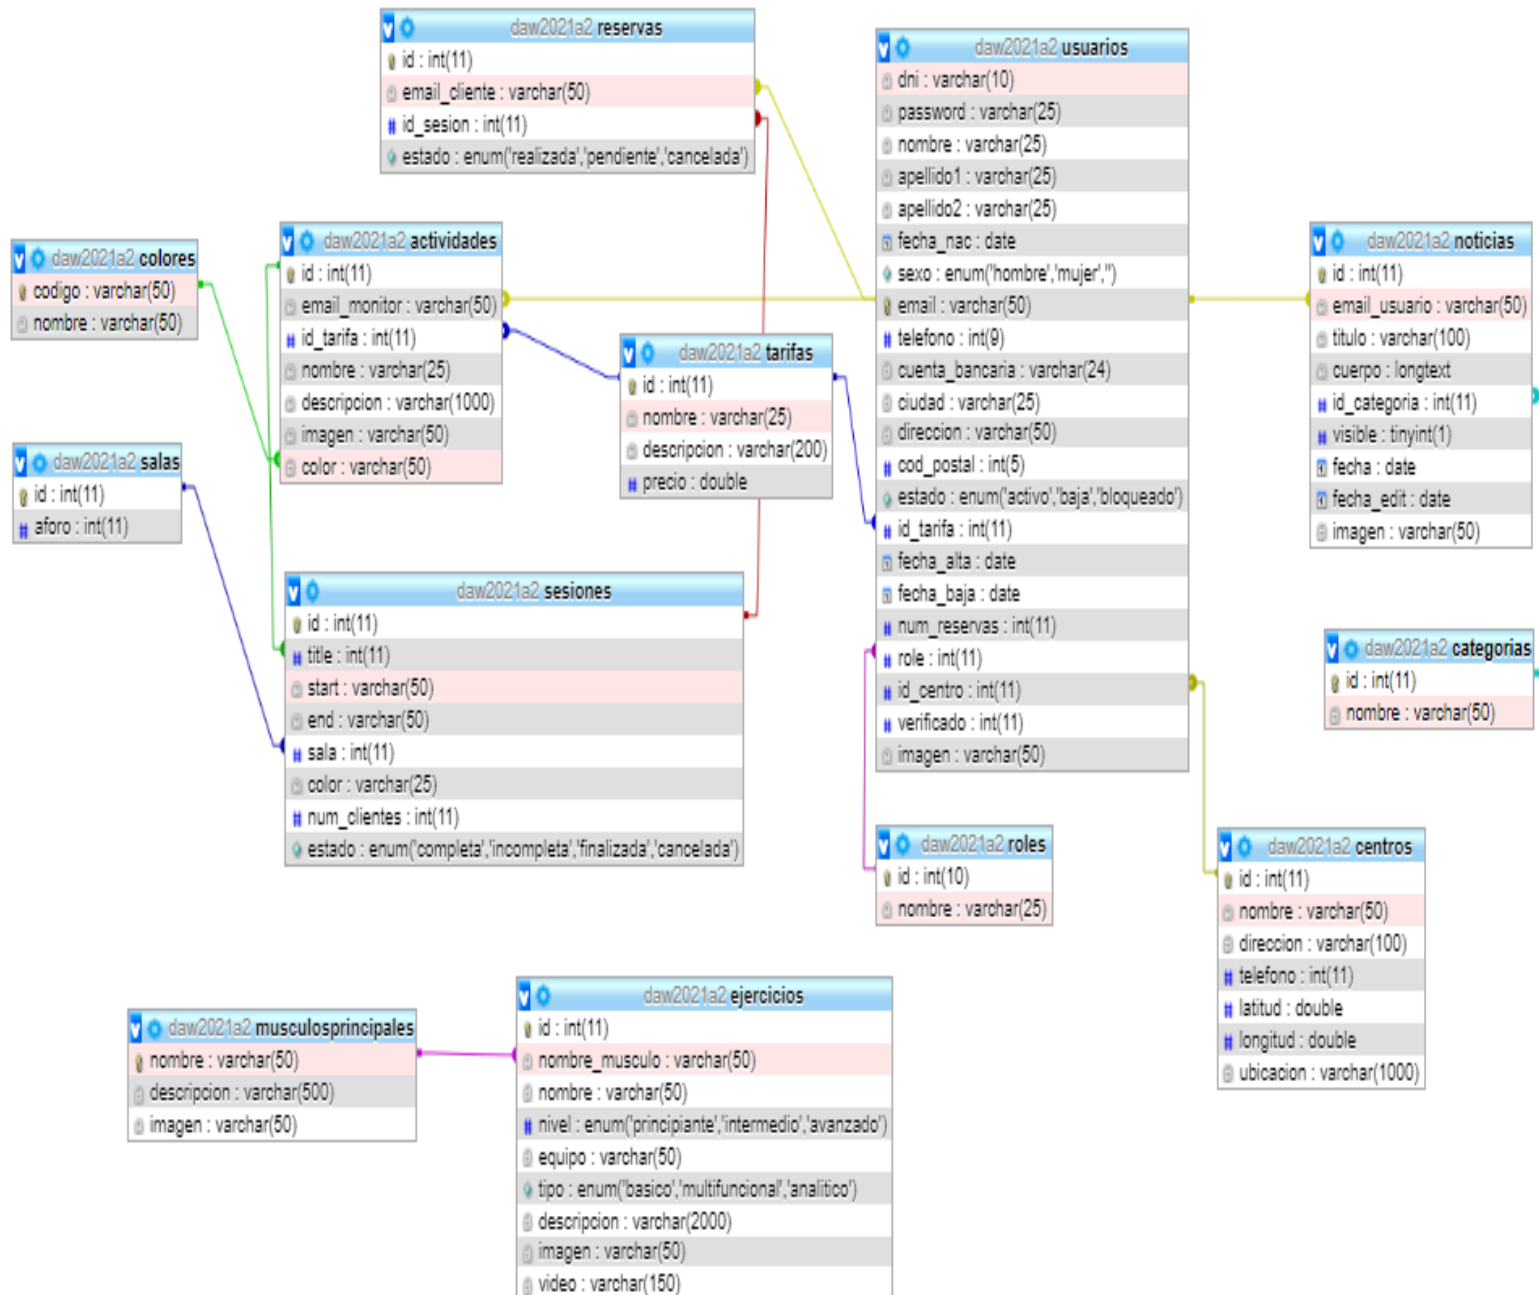 daw2021a2 reservas
id : int(11)
email_cliente : varchar(50)
id_sesion : int(11)
estado : enum('realizada','pendiente','cancelada')
daw2021a2 usuarios
dni : varchar(10)
password : varchar(25)
nombre : varchar(25)
apellido1 : varchar(25)
apellido2 : varchar(25)
fecha_nac : date
sexo : enum('hombre','mujer','')
email : varchar(50)
telefono : int(9)
cuenta_bancaria : varchar(24)
ciudad : varchar(25)
direccion : varchar(50)
cod_postal : int(5)
estado : enum('activo','baja','bloqueado')
id_tarifa : int(11)
fecha_alta : date
fecha_baja : date
num_reservas : int(11)
role : int(11)
id_centro : int(11)
verificado : int(11)
imagen : varchar(50)
daw2021a2 colores
codigo : varchar(50)
nombre : varchar(50)
daw2021a2 actividades
id : int(11)
email_monitor : varchar(50)
id_tarifa : int(11)
nombre : varchar(25)
descripcion : varchar(1000)
imagen : varchar(50)
color : varchar(50)
daw2021a2 tarifas
id : int(11)
nombre : varchar(25)
descripcion : varchar(200)
precio : double
daw2021a2 noticias
id : int(11)
email_usuario : varchar(50)
titulo : varchar(100)
cuerpo : longtext
id_categoria : int(11)
visible : tinyint(1)
fecha : date
fecha_edit : date
imagen : varchar(50)
daw2021a2 salas
id : int(11)
aforo : int(11)
daw2021a2 sesiones
id : int(11)
title : int(11)
start : varchar(50)
end : varchar(50)
sala : int(11)
color : varchar(25)
num_clientes : int(11)
estado : enum('completa','incompleta','finalizada','cancelada')
daw2021a2 categorias
id : int(11)
nombre : varchar(50)
daw2021a2 roles
id : int(10)
nombre : varchar(25)
daw2021a2 centros
id : int(11)
nombre : varchar(50)
direccion : varchar(100)
telefono : int(11)
latitud : double
longitud : double
ubicacion : varchar(1000)
daw2021a2 musculosprincipales
nombre : varchar(50)
descripcion : varchar(500)
imagen : varchar(50)
daw2021a2 ejercicios
id : int(11)
nombre_musculo : varchar(50)
nombre : varchar(50)
nivel : enum('principiante','intermedio','avanzado')
equipo : varchar(50)
tipo : enum('basico','multifuncional','analitico')
descripcion : varchar(2000)
imagen : varchar(50)
video : varchar(150)